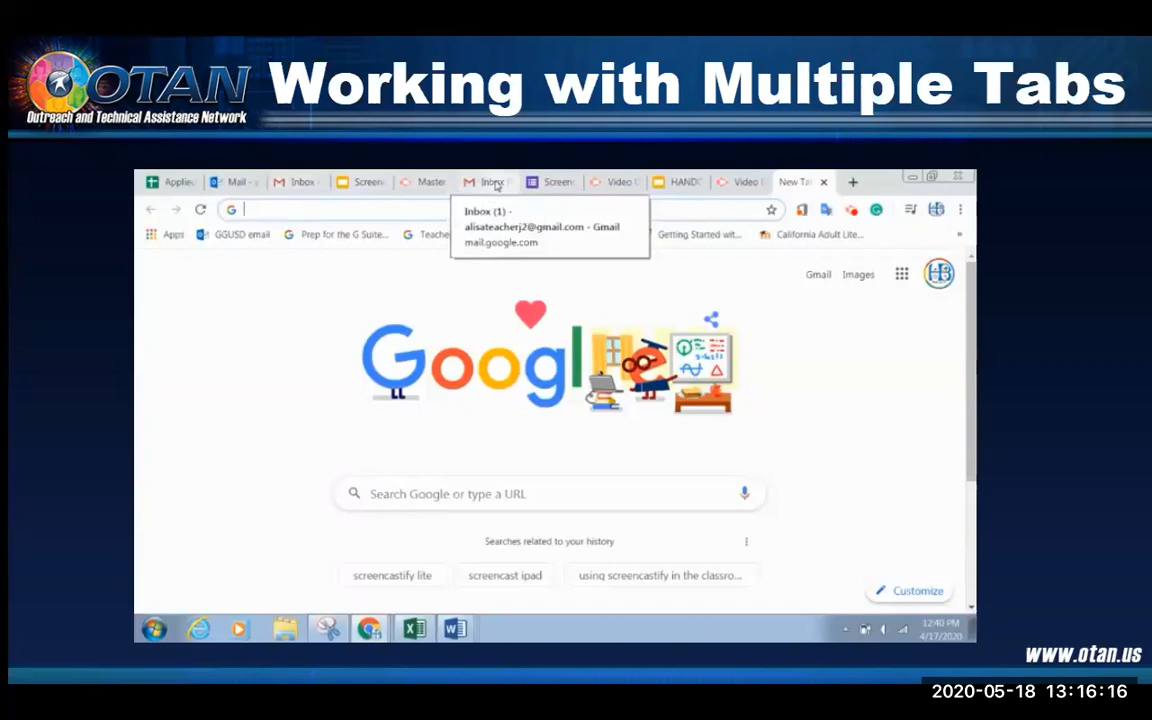 OTAN
Outreach and Technical Assistance Network
Working with Multiple Tabs
Applie Mail - Inbox Screen Master Inbox Screen Video HANDO Video New Ta
Inbox (1) -
alisateacherj2@gmail.com - Gmail
mail.google.com
Apps GGUSD email Prep for the G Suite... Teache Getting Started wit... California Adult Lite... »
Gmail Images
Google
Search Google or type a URL
Searches related to your history
screencastify lite screencast ipad using screencastify in the classro...
Customize
12:40 PM
4/17/2020
www.otan.us
2020-05-18 13:16:16